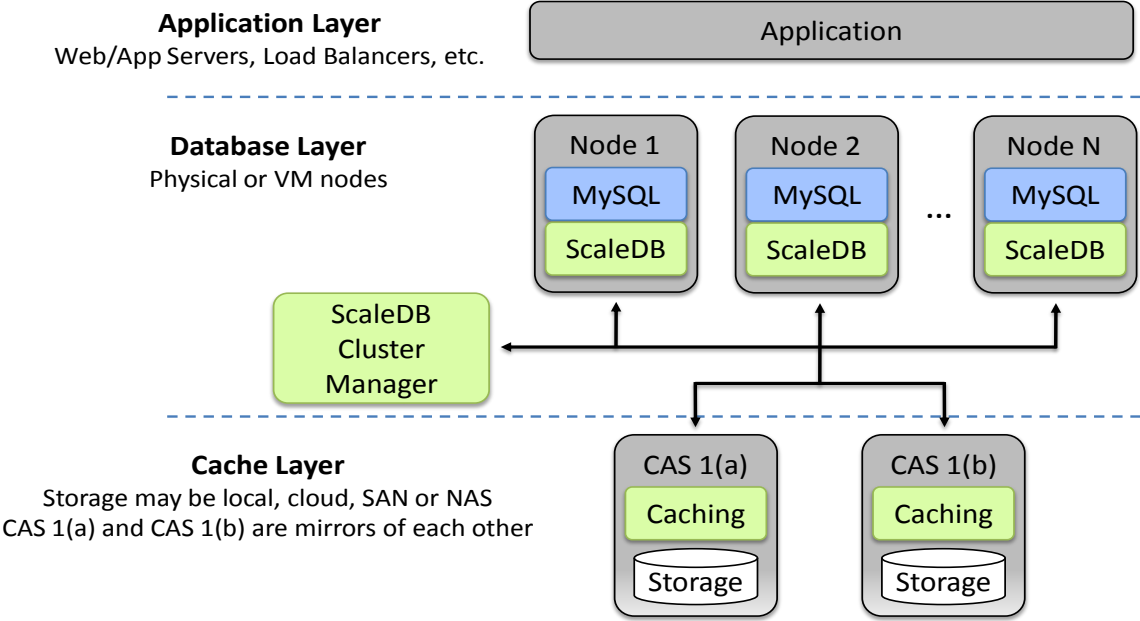 Application Layer
Web/App Servers, Load Balancers, etc.
Application
Database Layer
Physical or VM nodes
Node 1
MySQL
ScaleDB
Node 2
MySQL
ScaleDB
...
Node N
MySQL
ScaleDB
ScaleDB
Cluster
Manager
Cache Layer
Storage may be local, cloud, SAN or NAS
CAS 1(a) and CAS 1(b) are mirrors of each other
CAS 1(a)
Caching
Storage
CAS 1(b)
Caching
Storage